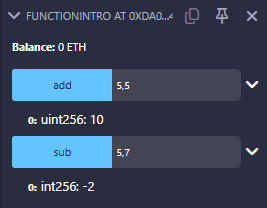 FUNCTIONINTRO AT 0XDA0...4
Balance: 0 ETH
add 5,5
0: uint256: 10
sub 5,7
0: int256: -2